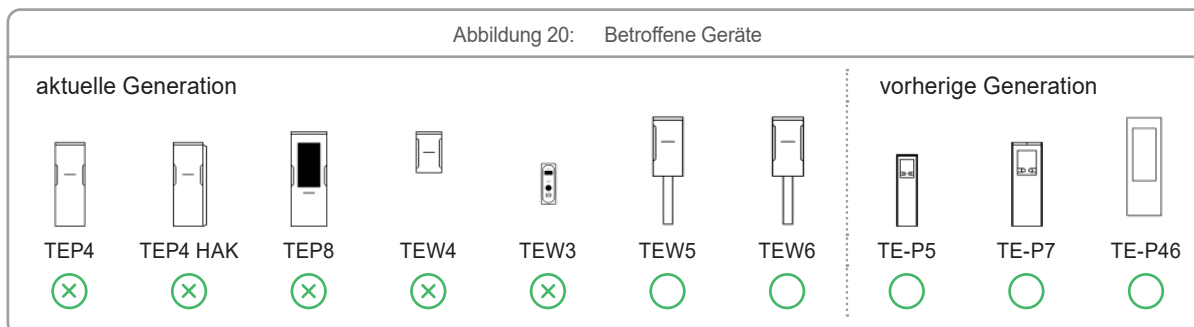 Abbildung 20: Betroffene Geräte
aktuelle Generation
vorherige Generation
TEP4 TEP4 HAK TEP8 TEW4 TEW3 TEW5 TEW6 TE-P5 TE-P7 TE-P46